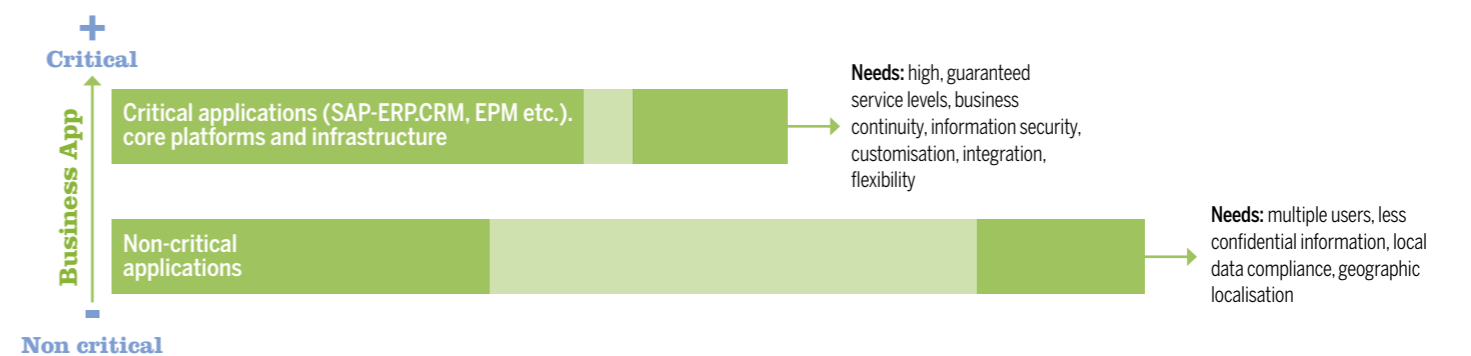 +
Critical
Business App
Critical applications (SAP-ERP.CRM, EPM etc.).
core platforms and infrastructure
Needs: high, guaranteed
service levels, business
continuity, information security,
customisation, integration,
flexibility
Non-critical
applications
Needs: multiple users, less
confidential information, local
data compliance, geographic
localisation
-
Non critical